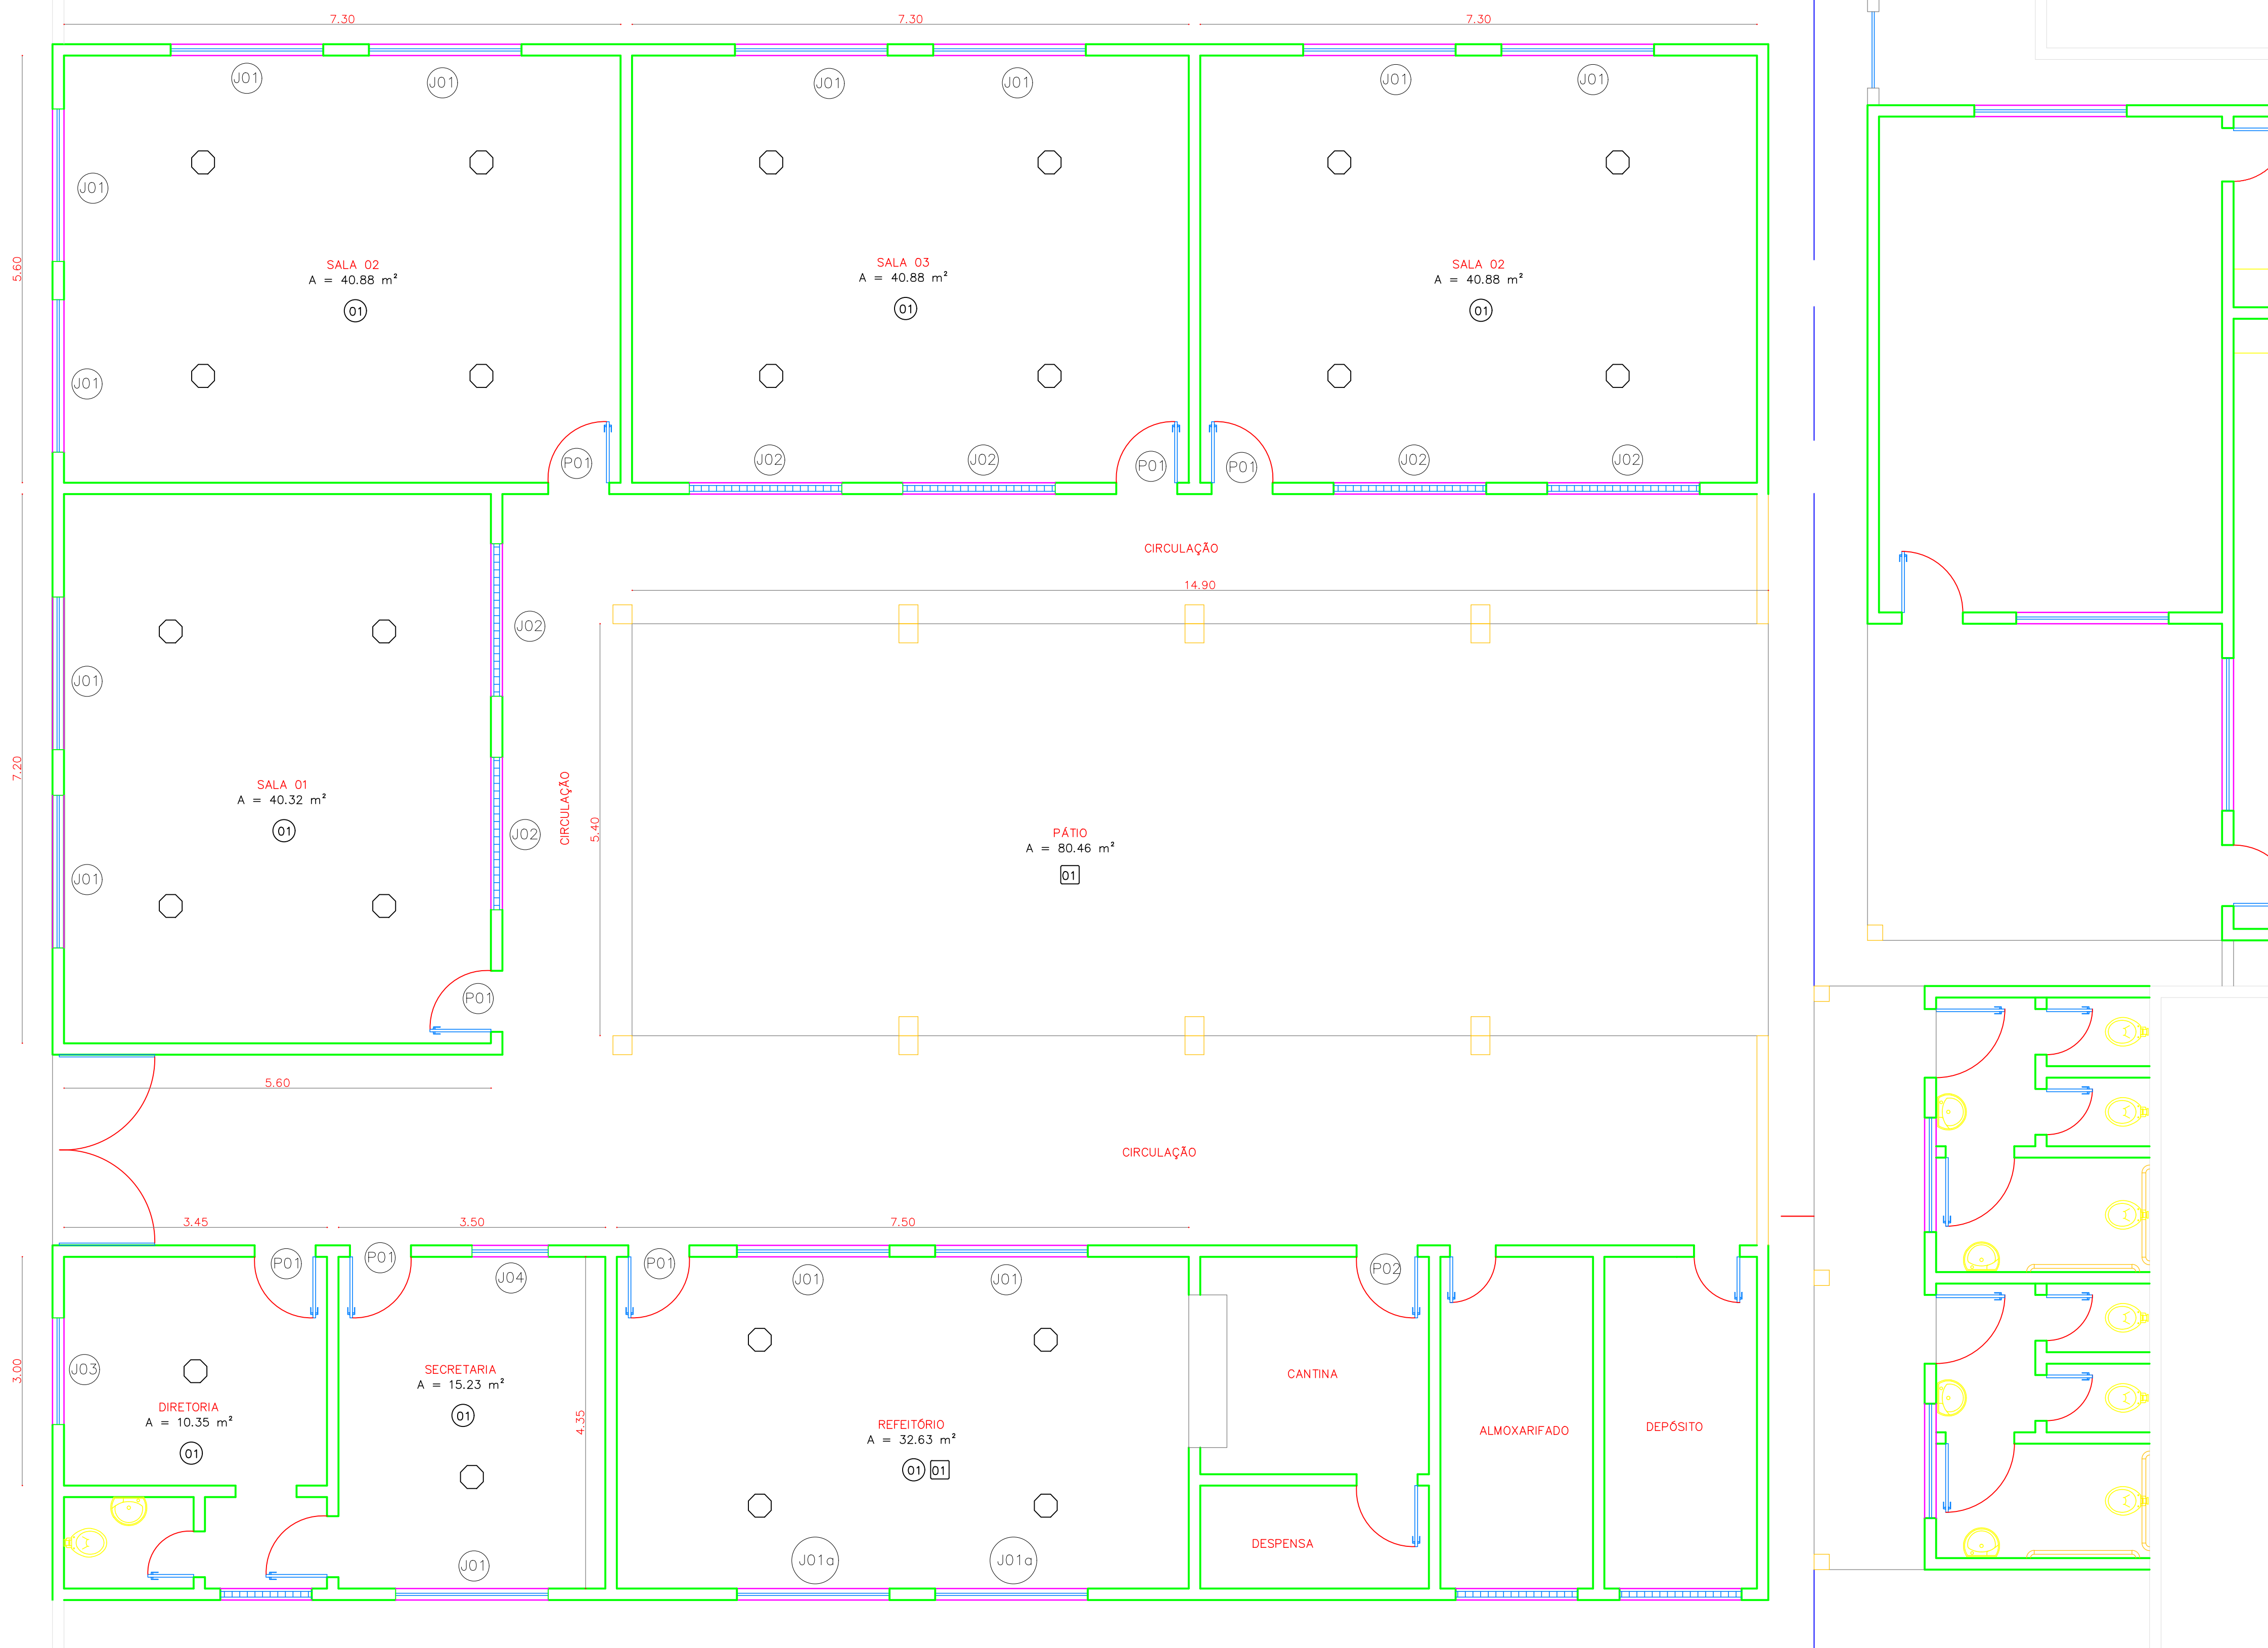 7.30
7.30
7.30
J01
J01
J01
J01
J01
J01
J01
5.60
SALA 02
A = 40.88 m²
01
SALA 03
A = 40.88 m²
01
SALA 02
A = 40.88 m²
01
J01
P01
J02
J02
P01
P01
J02
J02
CIRCULAÇÃO
14.90
J02
J01
7.20
SALA 01
A = 40.32 m²
01
J02
CIRCULAÇÃO
5.40
PÁTIO
A = 80.46 m²
01
J01
P01
5.60
CIRCULAÇÃO
3.45
3.50
7.50
P01
P01
J04
P01
J01
J01
P02
3.00
J03
DIRETORIA
A = 10.35 m²
01
SECRETARIA
A = 15.23 m²
01
4.35
REFEITÓRIO
A = 32.63 m²
01 01
CANTINA
ALMOXARIFADO
DEPÓSITO
DESPENSA
J01
J01a
J01a